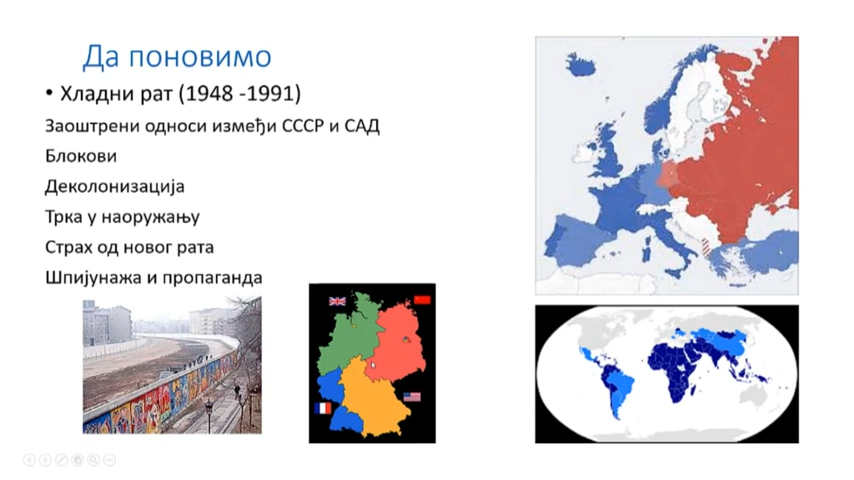 Да поновимо
• Хладни рат (1948 -1991)
Заоштрени односи измеђи СССР и САД
Блокови
Деколонизација
Трка у наоружању
Страх од новог рата
Шпијунажа и пропаганда